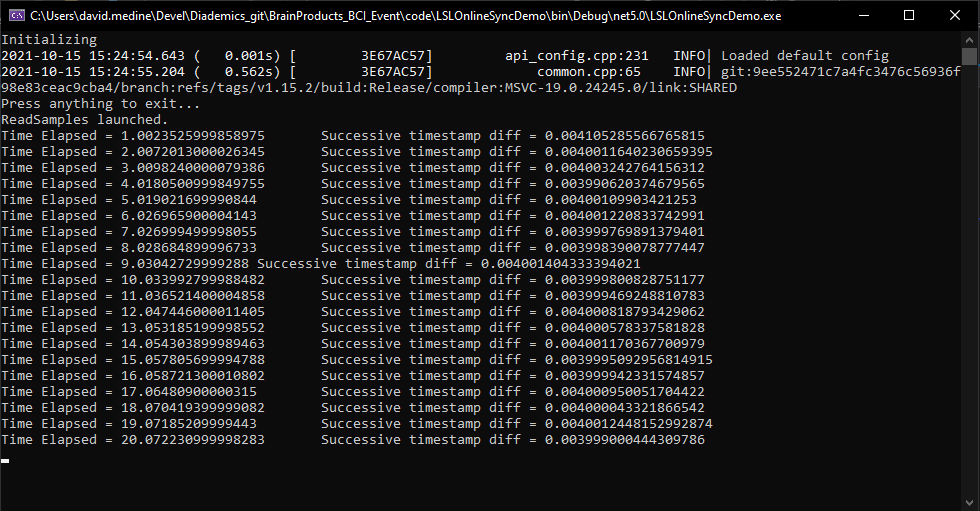 C:\Users\david.medine\Devel\Diademics_git\BrainProducts_BCI_Event\code\LSLOnlineSyncDemo\bin\Debug\net5.0\LSLOnlineSyncDemo.exe
Initializing
2021-10-15 15:24:54.643 (   0.001s) [        3E67AC57]         api_config.cpp:231   INFO| Loaded default config
2021-10-15 15:24:55.204 (   0.562s) [        3E67AC57]             common.cpp:65    INFO| git:9ee552471c7a4fc3476c56936f
98e83ceac9cba4/branch:refs/tags/v1.15.2/build:Release/compiler:MSVC-19.0.24245.0/link:SHARED
Press anything to exit...
ReadSamples launched.
Time Elapsed = 1.0023525999858975       Successive timestamp diff = 0.004105285566765815
Time Elapsed = 2.0072013000026345       Successive timestamp diff = 0.0040011640230659395
Time Elapsed = 3.0098240000079386       Successive timestamp diff = 0.004003242764156312
Time Elapsed = 4.0180500999849755       Successive timestamp diff = 0.003990620374679565
Time Elapsed = 5.019021699990844        Successive timestamp diff = 0.00400109903421253
Time Elapsed = 6.026965900004143        Successive timestamp diff = 0.004001220833742991
Time Elapsed = 7.026999499998055        Successive timestamp diff = 0.003999769891379401
Time Elapsed = 8.028684899996733        Successive timestamp diff = 0.003998390078777447
Time Elapsed = 9.03042729999288 Successive timestamp diff = 0.004001404333394021
Time Elapsed = 10.033992799988482       Successive timestamp diff = 0.003999800828751177
Time Elapsed = 11.036521400004858       Successive timestamp diff = 0.003999469248810783
Time Elapsed = 12.047446000011405       Successive timestamp diff = 0.004000818793429062
Time Elapsed = 13.053185199998552       Successive timestamp diff = 0.004000578337581828
Time Elapsed = 14.054303899989463       Successive timestamp diff = 0.004001170367700979
Time Elapsed = 15.057805699994788       Successive timestamp diff = 0.0039995092956814915
Time Elapsed = 16.058721300010802       Successive timestamp diff = 0.003999942331574857
Time Elapsed = 17.06480900000315        Successive timestamp diff = 0.004000950051704422
Time Elapsed = 18.070419399999082       Successive timestamp diff = 0.004000043321866542
Time Elapsed = 19.07185209999443        Successive timestamp diff = 0.0040012448152992874
Time Elapsed = 20.072230999998283       Successive timestamp diff = 0.003999000444309786